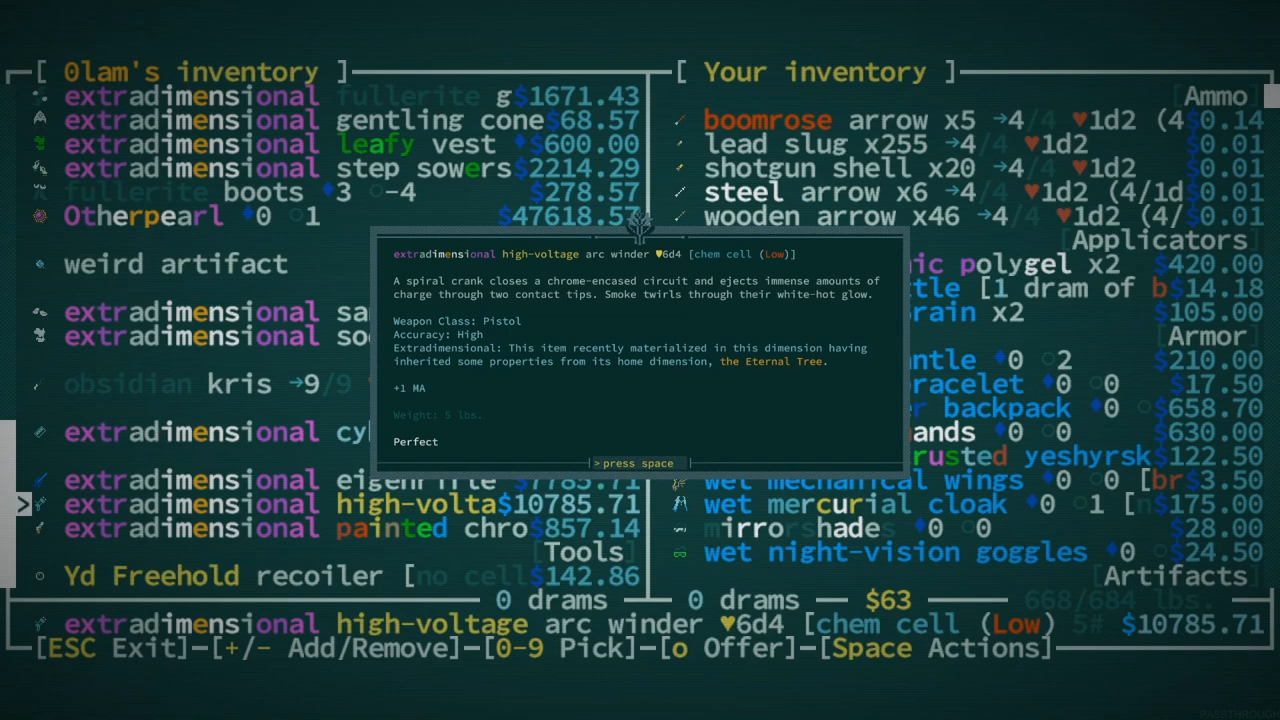 [ 0lam's inventory ]
[ Your inventory ]
extradimensional fullerite g$1671.43
extradimensional gentling cone$68.57
extradimensional leafy vest ♦$600.00
extradimensional step sowers$2214.29
fullerite boots ♦3 ○-4 $278.57
Otherpearl ♦0 ○1 $47618.57
weird artifact
extradimensional sa
extradimensional so
obsidian kris →9/9
extradimensional cy
extradimensional $7785.71
extradimensional high-volta$10785.71
extradimensional painted chro$857.14
[Tools]
Yd Freehold recoiler [no cell$142.86
[Ammo]
boomrose arrow x5 →4/4 ♥1d2 (4$0.14
lead slug x255 →4/4 ♥1d2 $0.01
shotgun shell x20 →4/4 ♥1d2 $0.01
steel arrow x6 →4/4 ♥1d2 (4/1d$0.01
wooden arrow x46 →4/4 ♥1d2 (4/$0.01
[Applicators]
ic polygel x2 $420.00
tle [1 dram of b$14.18
rain x2 $105.00
[Armor]
antle ♦0 ○2 $210.00
racelet ♦0 ○0 $17.50
r backpack ♦0 ○$658.70
ands ♦0 ○0 $630.00
rusted yeshyrsk$122.50
wet mechanical wings ♦0 ○0 [br$3.50
wet mercurial cloak ♦0 ○1 [n$175.00
mirrorshades ♦0 ○0 $28.00
wet night-vision goggles ♦0 ○$24.50
[Artifacts]
extradimensional high-voltage arc winder ♥6d4 [chem cell (Low)]
A spiral crank closes a chrome-encased circuit and ejects immense amounts of
charge through two contact tips. Smoke twirls through their white-hot glow.
Weapon Class: Pistol
Accuracy: High
Extradimensional: This item recently materialized in this dimension having
inherited some properties from its home dimension, the Eternal Tree.
+1 MA
Weight: 5 lbs.
Perfect
>press space
0 drams
0 drams — $63 — 668/684 lbs.
extradimensional high-voltage arc winder ♥6d4 [chem cell (Low) 5# $10785.71
[ESC Exit]—[+/- Add/Remove]—[0-9 Pick]—[o Offer]—[Space Actions]